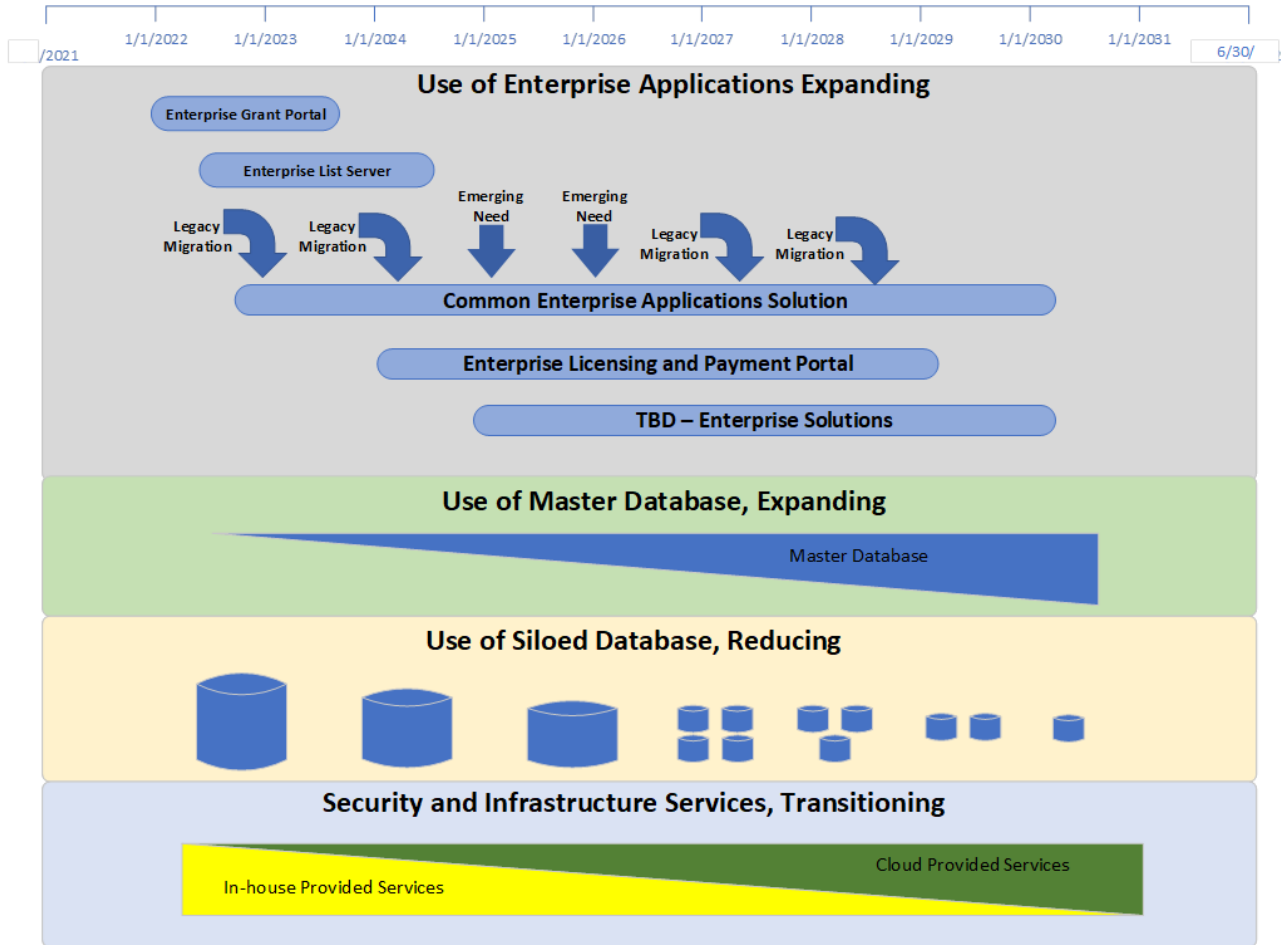 1/1/2022
1/1/2023
1/1/2024
1/1/2025
1/1/2026
1/1/2027
1/1/2028
1/1/2029
1/1/2030
1/1/2031
/2021
6/30/
Use of Enterprise Applications Expanding
Enterprise Grant Portal
Enterprise List Server
Legacy
Migration
Legacy
Migration
Emerging
Need
Emerging
Need
Legacy
Migration
Legacy
Migration
Common Enterprise Applications Solution
Enterprise Licensing and Payment Portal
TBD – Enterprise Solutions
Use of Master Database, Expanding
Master Database
Use of Siloed Database, Reducing
Security and Infrastructure Services, Transitioning
Cloud Provided Services
In-house Provided Services